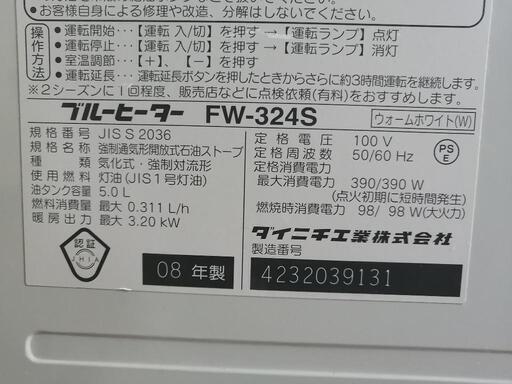 ●お客様自身による修理や改造、分解はしないでください。
操作方法
● 運転開始…【運転 入/切】を押す →【運転ランプ】点灯
● 運転停止…【運転 入/切】を押す →【運転ランプ】消灯
● 室温調節…【＋】、【－】を押す
● 運転延長…運転延長ボタンを押したときからさらに約3時間運転を継続します。
※2シーズンに1回程度、販売店などに点検依頼(有料)をおすすめします。
ブルーヒーター FW-324S ウォームホワイト(W)
規格番号 JIS S 2036
規格名 強制通気形開放式石油ストーブ
種類 気化式・強制対流形
使用燃料 灯油(JIS1号灯油)
油タンク容量 5.0L
燃料消費量 最大 0.311L/h
暖房出力 最大 3.20kW
定格電圧 100V
定格周波数 50/60Hz
定格消費電力
最大消費電力 390/390W
(点火初期に短時間発生)
燃焼時消費電力 98/98W(大火力)
PS
E
認証
JHIA
08年製
ダイニチ工業株式会社
製造番号
4232039131